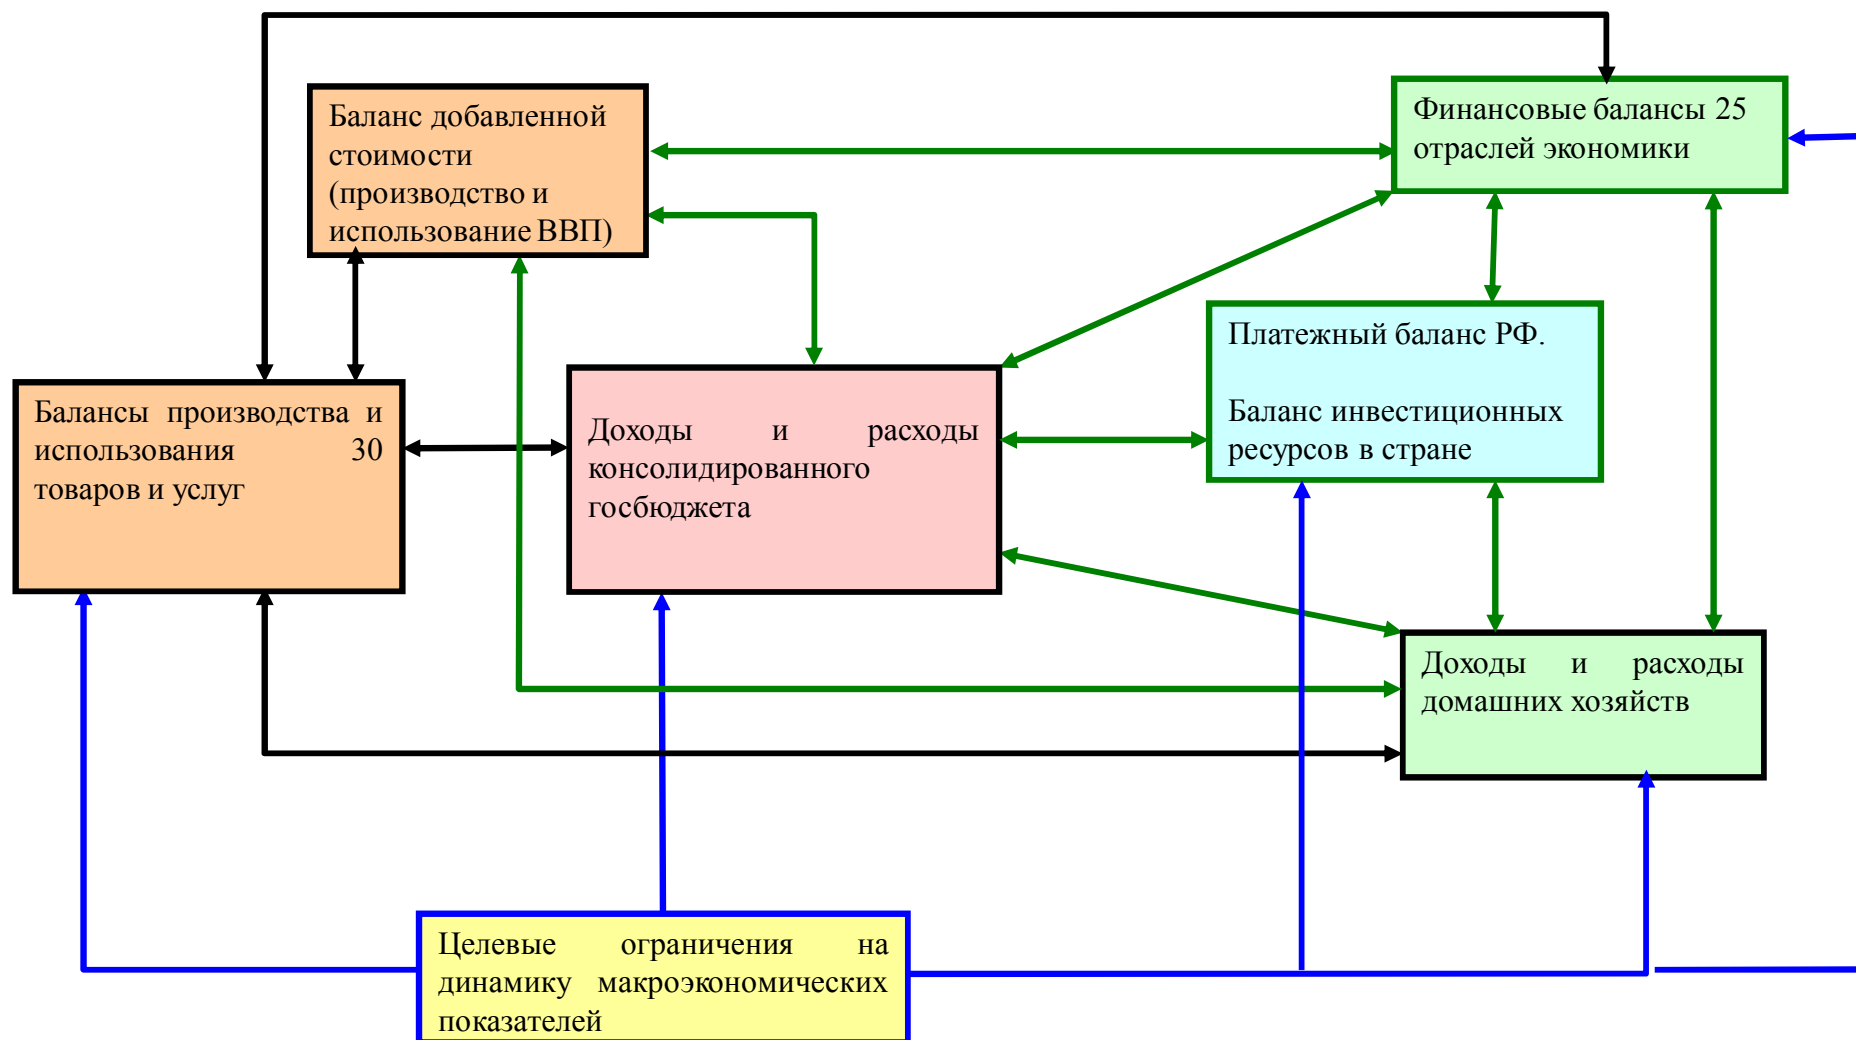 Баланс добавленной
стоимости
(производство и
использование ВВП)
Финансовые балансы 25
отраслей экономики
Платежный баланс РФ.
Баланс инвестиционных
ресурсов в стране
Балансы производства и
использования 30
товаров и услуг
Доходы и расходы
консолидированного
госбюджета
Доходы и расходы
домашних хозяйств
Целевые ограничения на
динамику макроэкономических
показателей